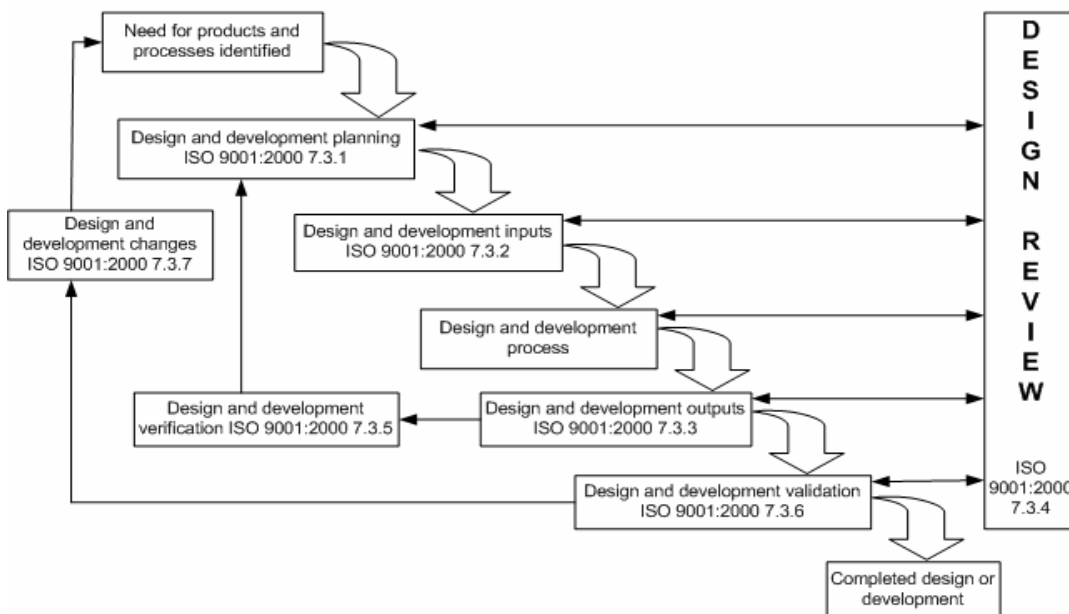 Need for products and
processes identified
Design and development planning
ISO 9001:2000 7.3.1
Design and
development changes
ISO 9001:2000 7.3.7
Design and development inputs
ISO 9001:2000 7.3.2
Design and development
process
Design and development
verification ISO 9001:2000 7.3.5
Design and development outputs
ISO 9001:2000 7.3.3
Design and development validation
ISO 9001:2000 7.3.6
Completed design or
development
DESIGN REVIEW
ISO
9001:2000
7.3.4